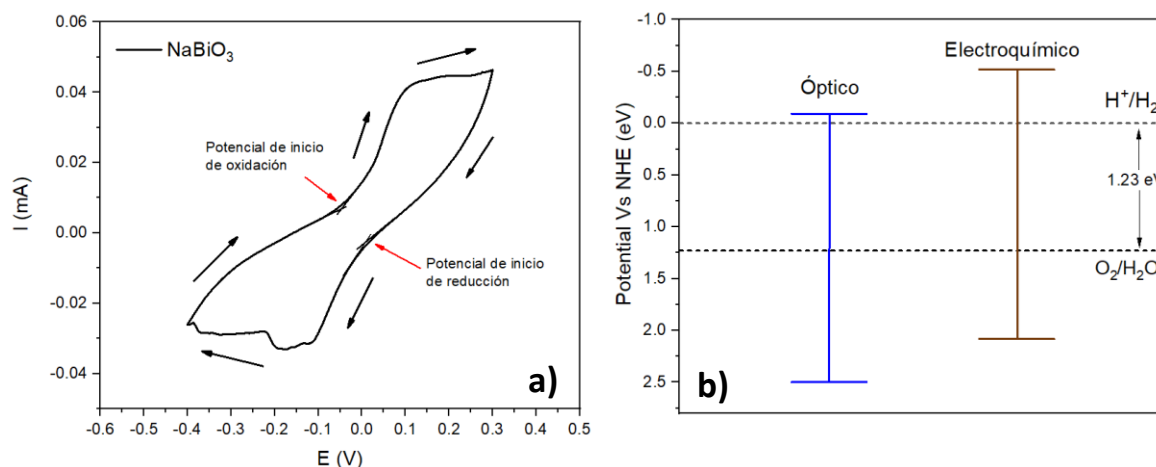 0.06
0.04
0.02
0.00
-0.02
-0.04
I (mA)
NaBiO₃
Potencial de inicio
de oxidación
Potencial de inicio
de reducción
a)
-0.6 -0.5 -0.4 -0.3 -0.2 -0.1 0.0 0.1 0.2 0.3 0.4 0.5
E (V)
-1.0
-0.5
0.0
0.5
1.0
1.5
2.0
2.5
Potential Vs NHE (eV)
Electroquímico
Óptico
H⁺/H₂
1.23 eV
O₂/H₂O
b)